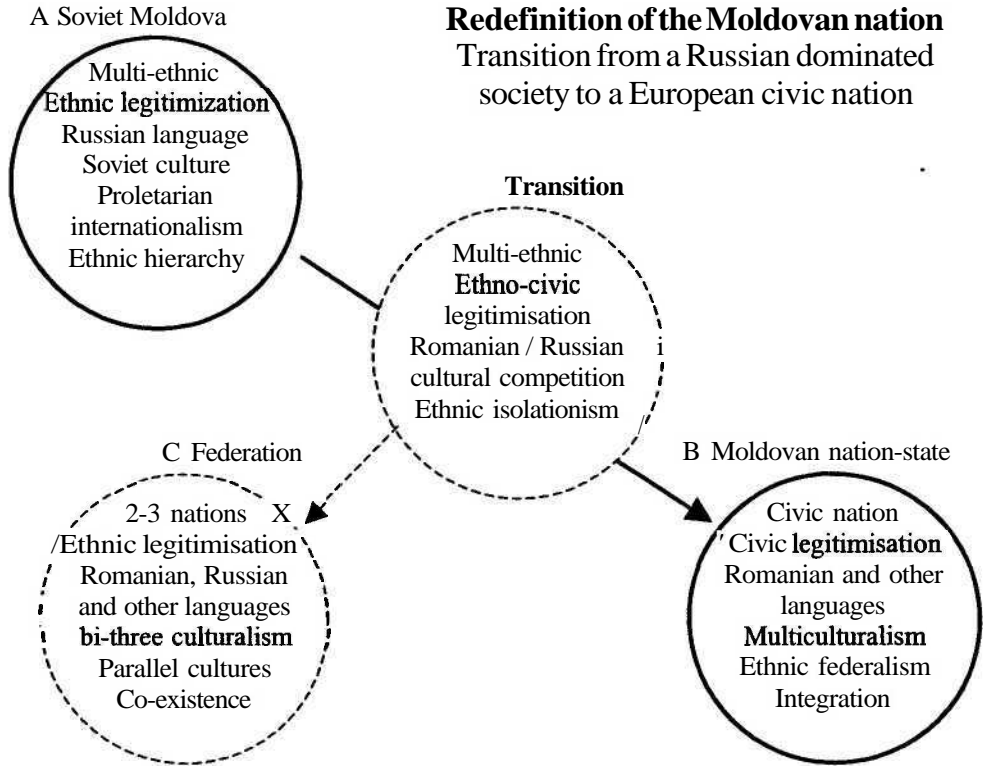 A Soviet Moldova
Multi-ethnic
Ethnic legitimization
Russian language
Soviet culture
Proletarian
internationalism
Ethnic hierarchy
Redefinition of the Moldovan nation
Transition from a Russian dominated
society to a European civic nation
Transition
Multi-ethnic
Ethno-civic
legitimisation
Romanian / Russian
cultural competition
Ethnic isolationism
C Federation
2-3 nations
Ethnic legitimisation
Romanian, Russian
and other languages
bi-three culturalism
Parallel cultures
Co-existence
B Moldovan nation-state
Civic nation
Civic legitimisation
Romanian and other
languages
Multiculturalism
Ethnic federalism
Integration